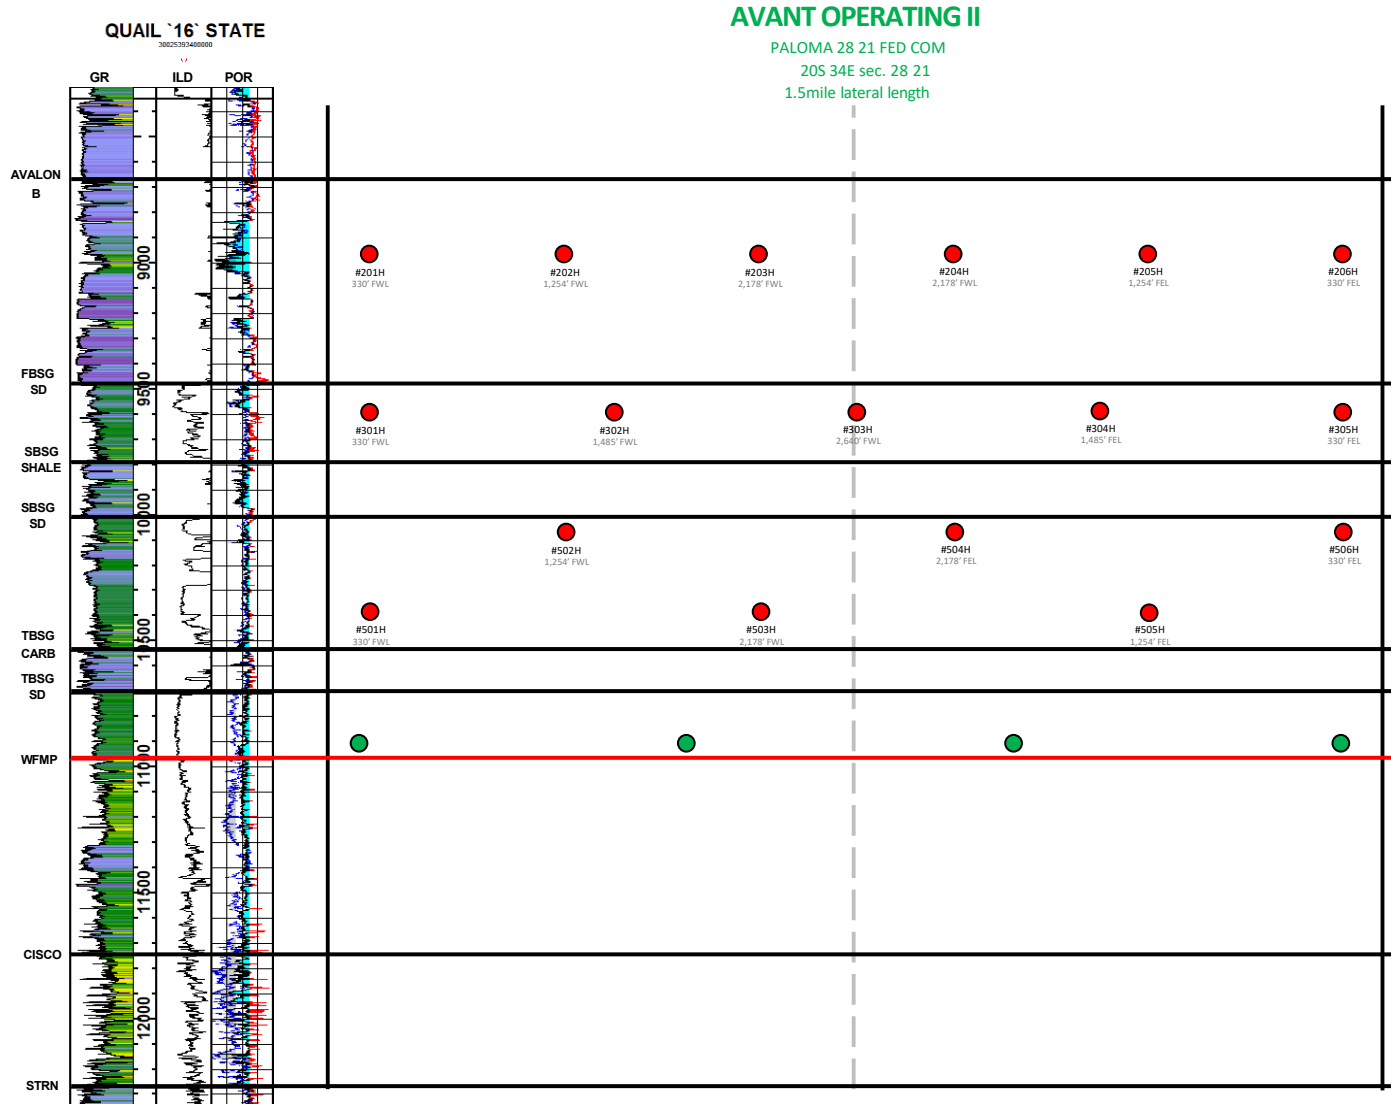 AVANT OPERATING II
QUAIL `16` STATE
30025393400000
PALOMA 28 21 FED COM
20S 34E sec. 28 21
1.5mile lateral length
GR ILD POR
AVALON
B
9000
#201H #202H #203H #204H #205H #206H
330' FWL 1,254' FWL 2,178' FWL 2,178' FWL 1,254' FEL 330' FEL
FBSG
SD
9500
#301H #302H #303H #304H #305H
330' FWL 1,485' FWL 2,640' FWL 1,485' FEL 330' FEL
SBSG
SHALE
SBSG
SD
10000
#502H #504H #506H
1,254' FWL 2,178' FEL 330' FEL
#501H #503H #505H
330' FWL 2,178' FWL 1,254' FEL
TBSG
CARB
10500
TBSG
SD
WFMP
11000
11500
CISCO
12000
STRN